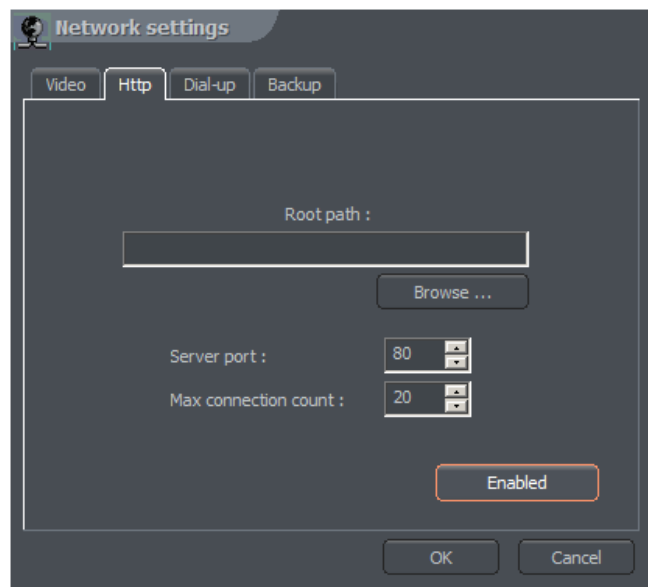 Network settings
Video Http Dial-up Backup
Root path :
Browse ...
Server port : 80
Max connection count : 20
Enabled
OK Cancel